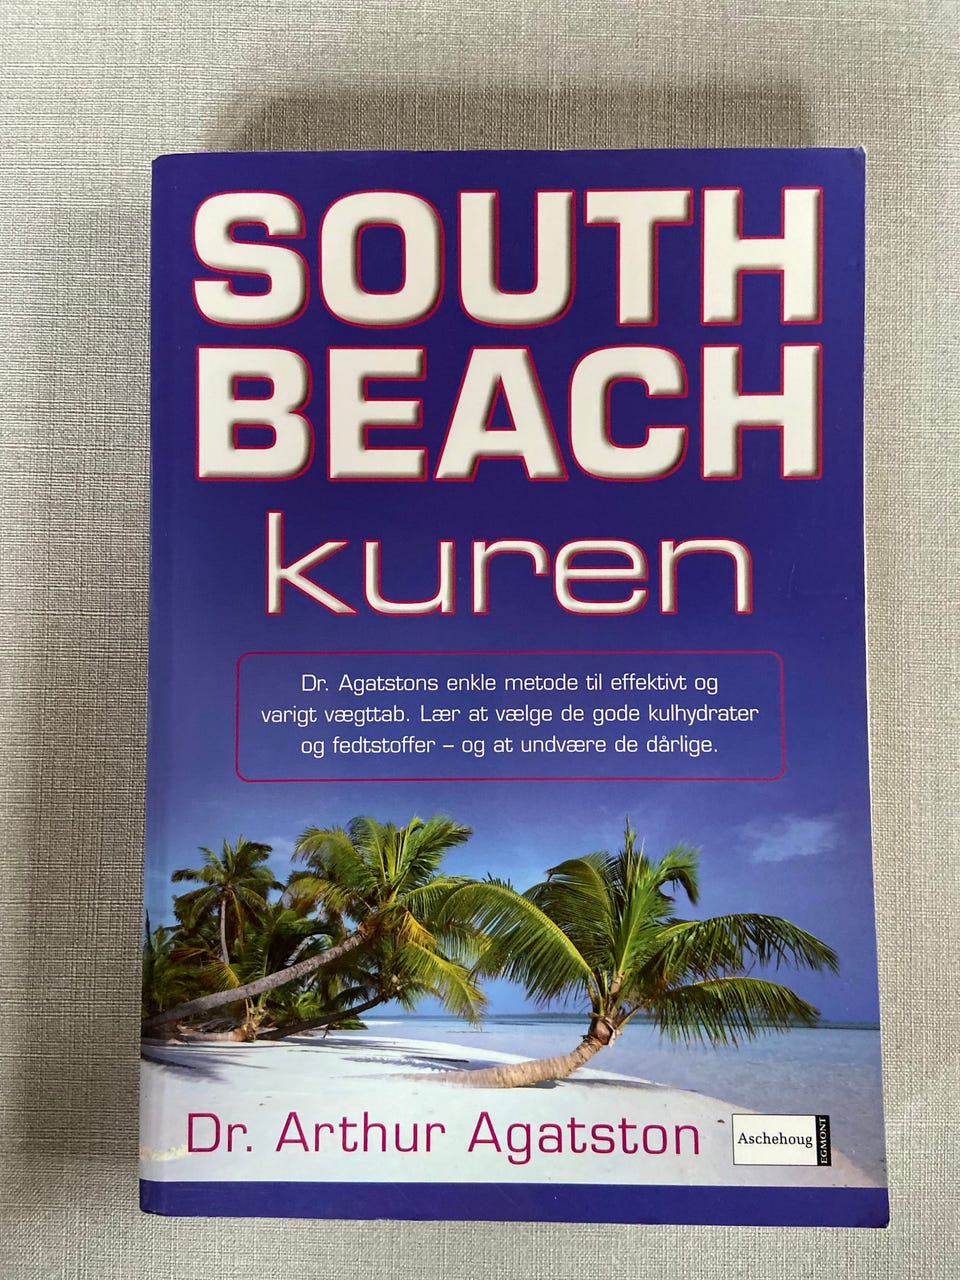 SOUTH
BEACH
kuren
Dr. Agatstons enkle metode til effektivt og
varigt vægttab. Lær at vælge de gode kulhydrater
og fedtstoffer – og at undvære de dårlige.
Dr. Arthur Agatston
Aschehoug
EGMONT